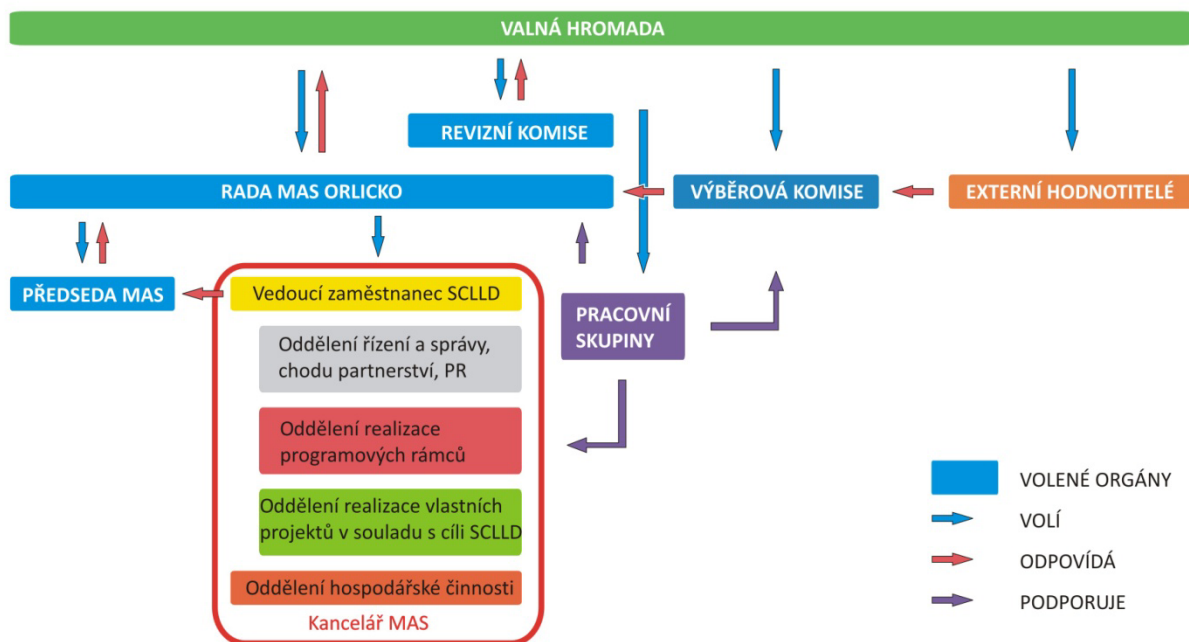 VALNÁ HROMADA
REVIZNÍ KOMISE
RADA MAS ORLICKO
VÝBĚROVÁ KOMISE
EXTERNÍ HODNOTITELÉ
PŘEDSEDA MAS
Vedoucí zaměstnanec SCLLD
PRACOVNÍ
SKUPINY
Oddělení řízení a správy,
chodu partnerství, PR
Oddělení realizace
programových rámců
Oddělení realizace vlastních
projektů v souladu s cíli SCLLD
Oddělení hospodářské činnosti
Kancelář MAS
VOLENÉ ORGÁNY
VOLÍ
ODPOVÍDÁ
PODPORUJE